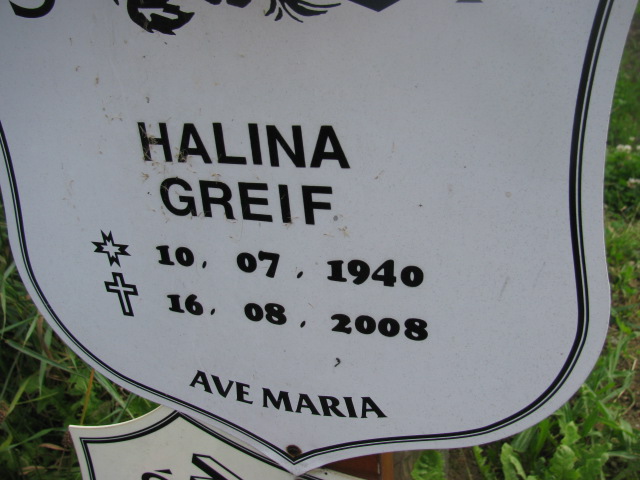 HALINA
GREIF
10. 07. 1940
16. 08. 2008
AVE MARIA